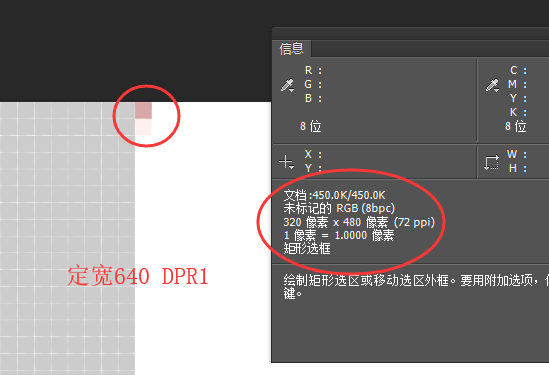 信息
R :
G :
B :
8 位
C :
M :
Y :
K :
8 位
X :
Y :
W :
H :
文档:450.0K/450.0K
未标记的 RGB (8bpc)
320 像素 x 480 像素 (72 ppi)
1 像素 = 1.0000 像素
矩形选框
绘制矩形选区或移动选区外框。要用附加选项，
键。
定宽640 DPR1